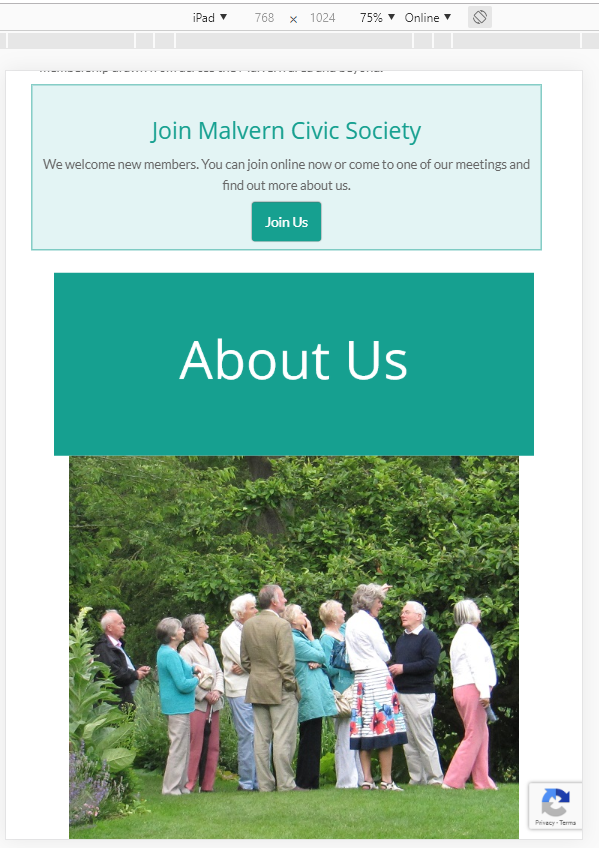 iPad ▼ 768 × 1024 75% ▼ Online ▼
Join Malvern Civic Society
We welcome new members. You can join online now or come to one of our meetings and
find out more about us.
Join Us
About Us
Privacy - Terms